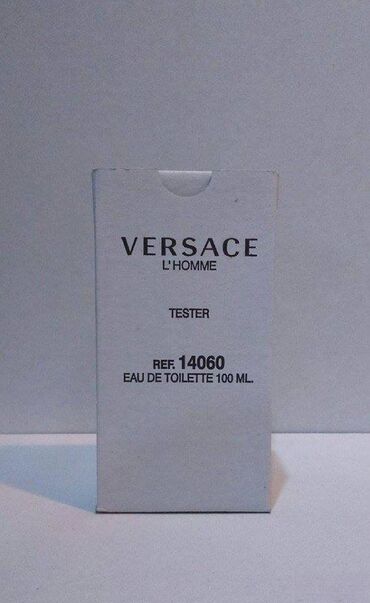 VERSACE
L'HOMME
TESTER
REF. 14060
EAU DE TOILETTE 100 ML.